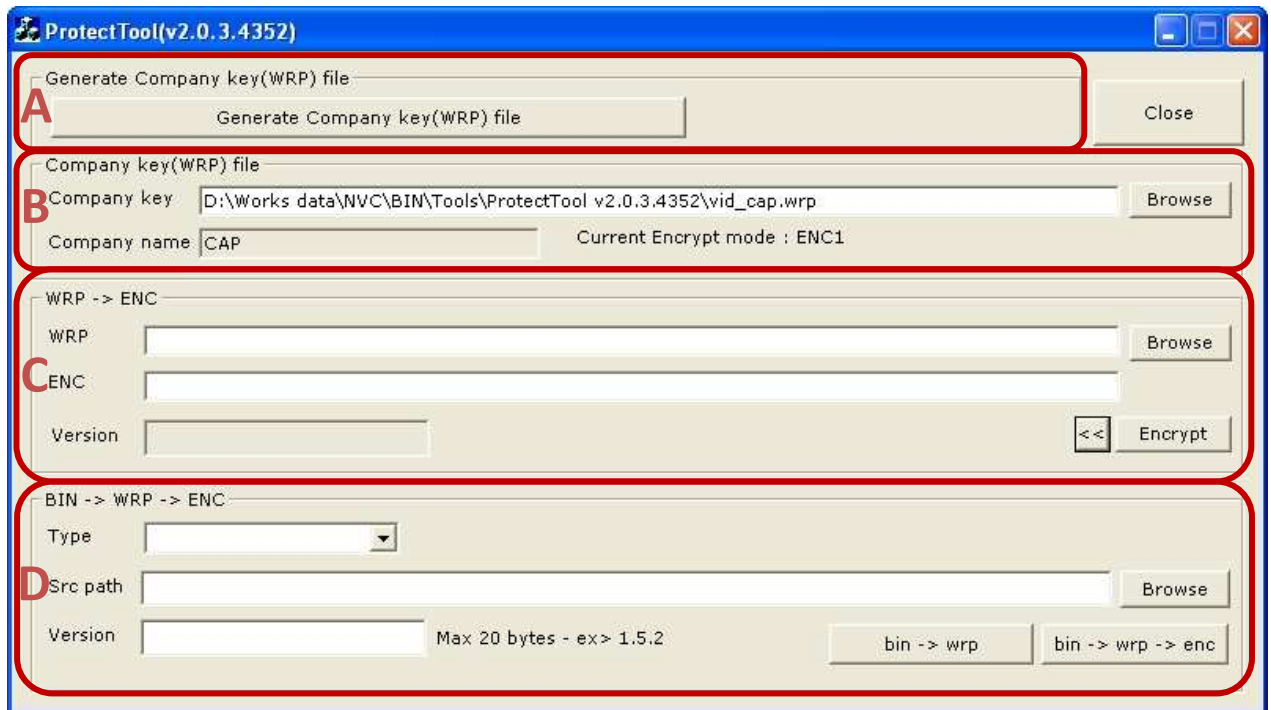 ProtectTool(v2.0.3.4352)
Generate Company key(WRP) file
A
Generate Company key(WRP) file
Close
Company key(WRP) file
B
Company key D:\Works data\NVC\BIN\Tools\ProtectTool v2.0.3.4352\vid_cap.wrp Browse
Company name CAP Current Encrypt mode : ENC1
WRP -> ENC
WRP Browse
C
ENC
Version << Encrypt
BIN -> WRP -> ENC
Type
D
Src path Browse
Version Max 20 bytes - ex> 1.5.2 bin -> wrp bin -> wrp -> enc